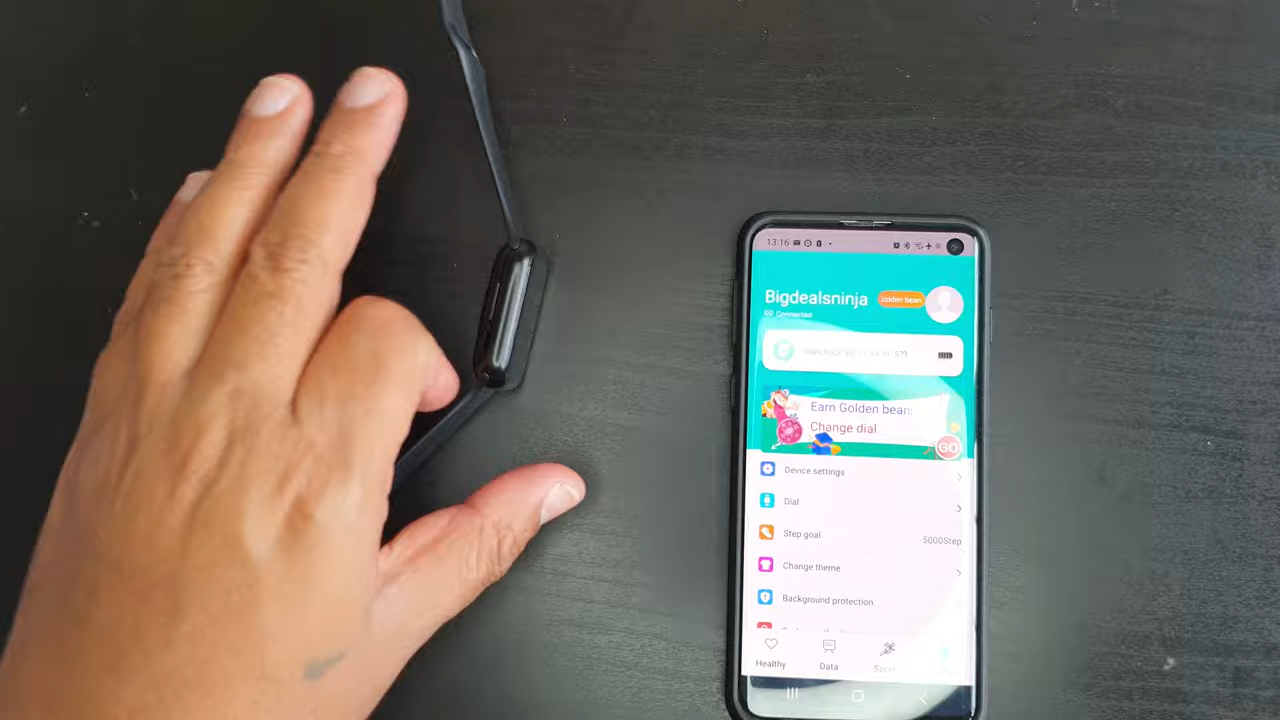 13:16
Bigdealsninja
Golden bean
Connected
Earn Golden bean
Change dial
GO
Device settings
Dial
Step goal
5000Step
Change theme
Background protection
Healthy
Data